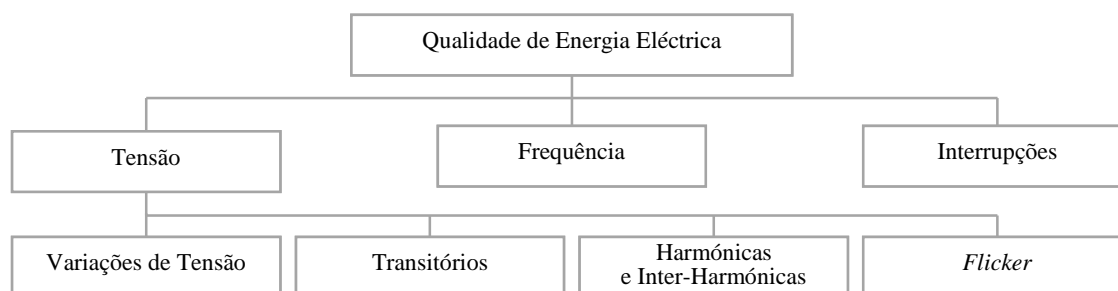 Qualidade de Energia Eléctrica
Tensão
Frequência
Interrupções
Variações de Tensão
Transitórios
Harmónicas
e Inter-Harmónicas
Flicker